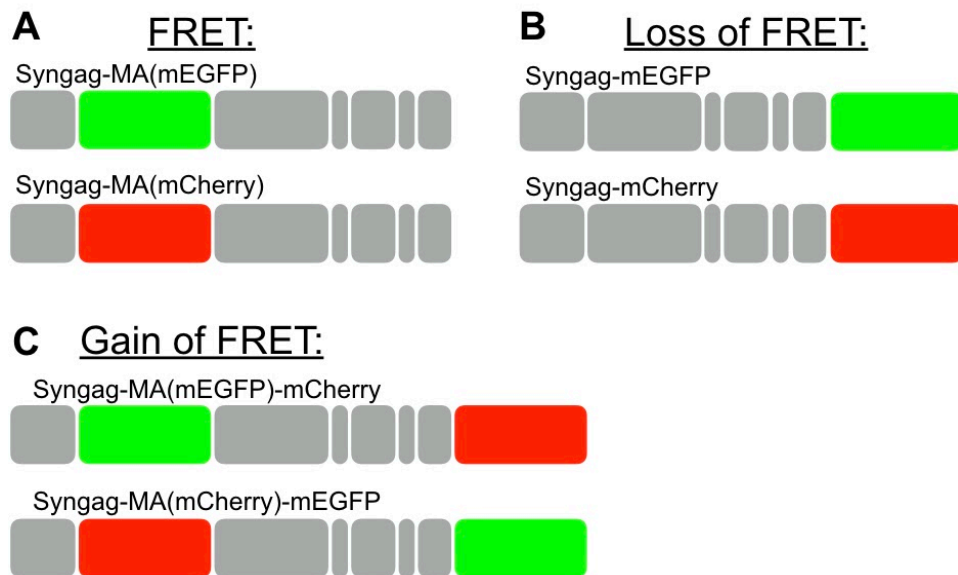 A FRET:
Syngag-MA(mEGFP)
Syngag-MA(mCherry)
B Loss of FRET:
Syngag-mEGFP
Syngag-mCherry
C Gain of FRET:
Syngag-MA(mEGFP)-mCherry
Syngag-MA(mCherry)-mEGFP